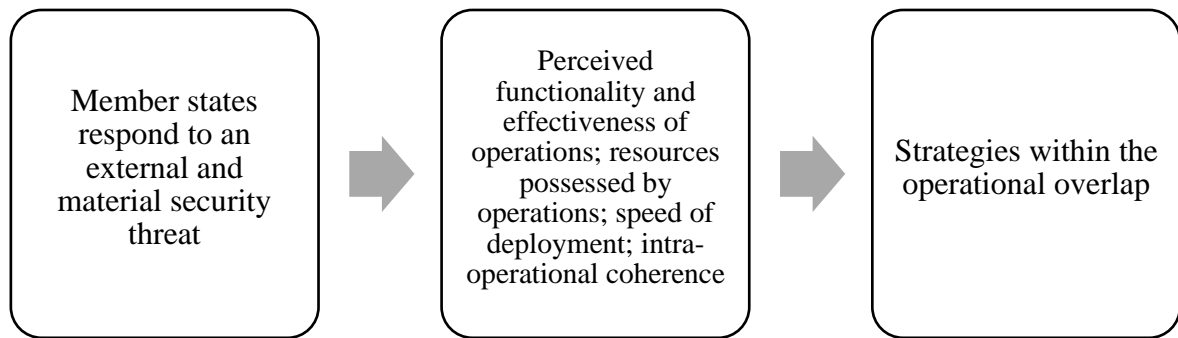 Member states
respond to an
external and
material security
threat
Perceived
functionality and
effectiveness of
operations; resources
possessed by
operations; speed of
deployment; intra-
operational coherence
Strategies within the
operational overlap